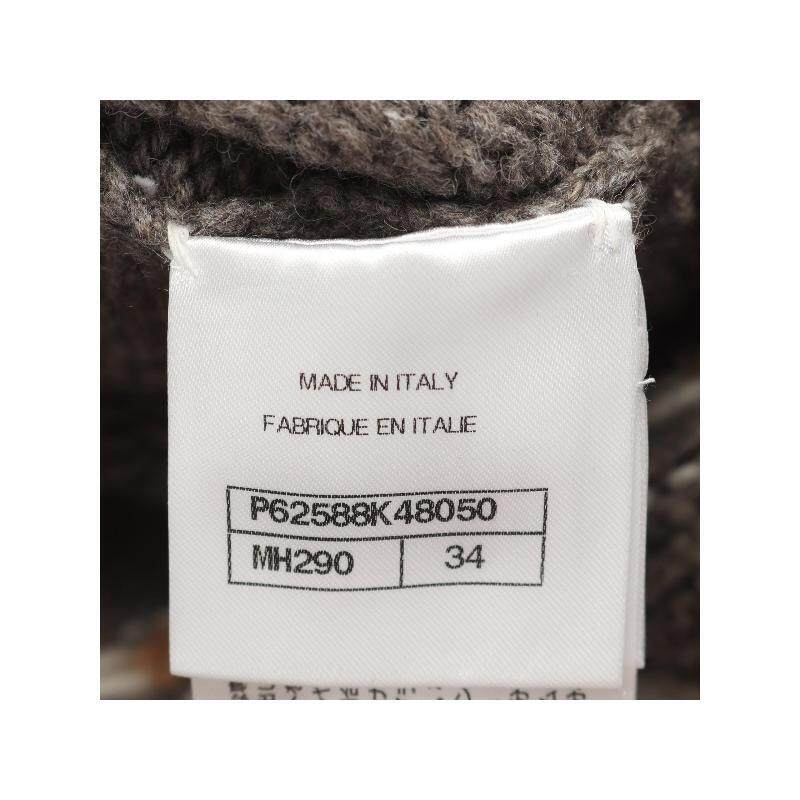 MADE IN ITALY
FABRIQUE EN ITALIE
P62588K48050
MH290 34